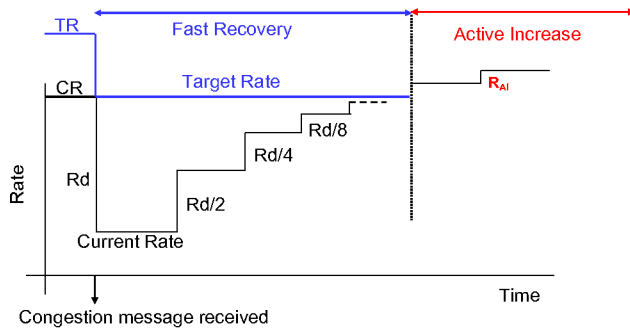 TR
Fast Recovery
Active Increase
CR
Target Rate
RAI
Rd/8
Rd/4
Rd
Rd/2
Rate
Current Rate
Time
Congestion message received